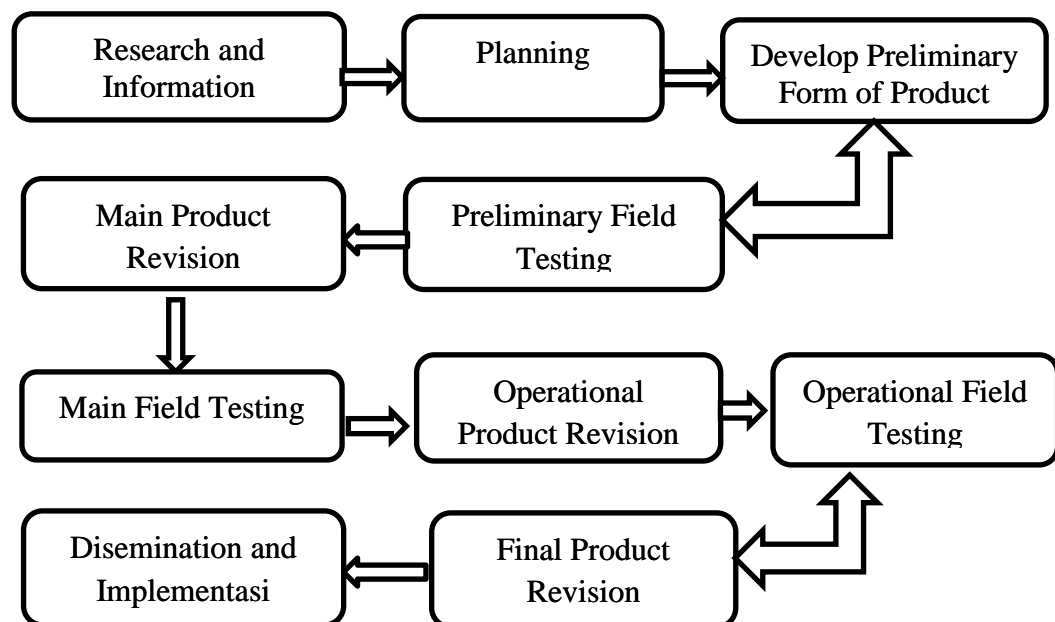 Research and
Information
Planning
Develop Preliminary
Form of Product
Main Product
Revision
Preliminary Field
Testing
Main Field Testing
Operational
Product Revision
Operational Field
Testing
Disemination and
Implementasi
Final Product
Revision